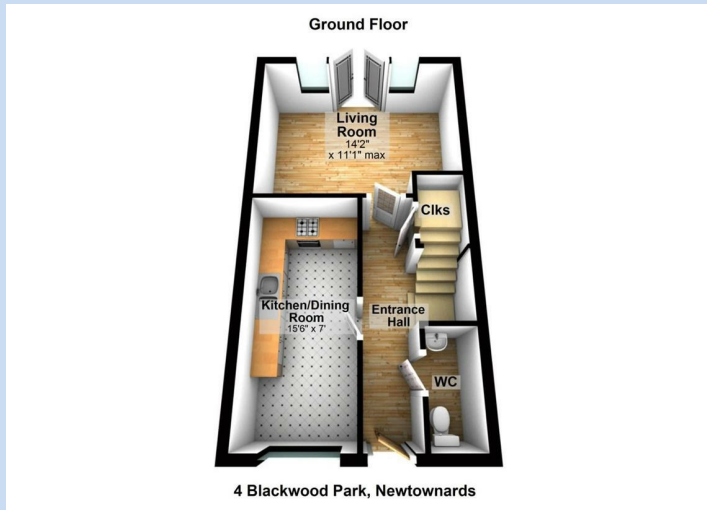 Ground Floor
Living
Room
14'2"
x 11'1" max
Clks
Kitchen/Dining
Room
15'6" x 7'
Entrance
Hall
WC
4 Blackwood Park, Newtownards